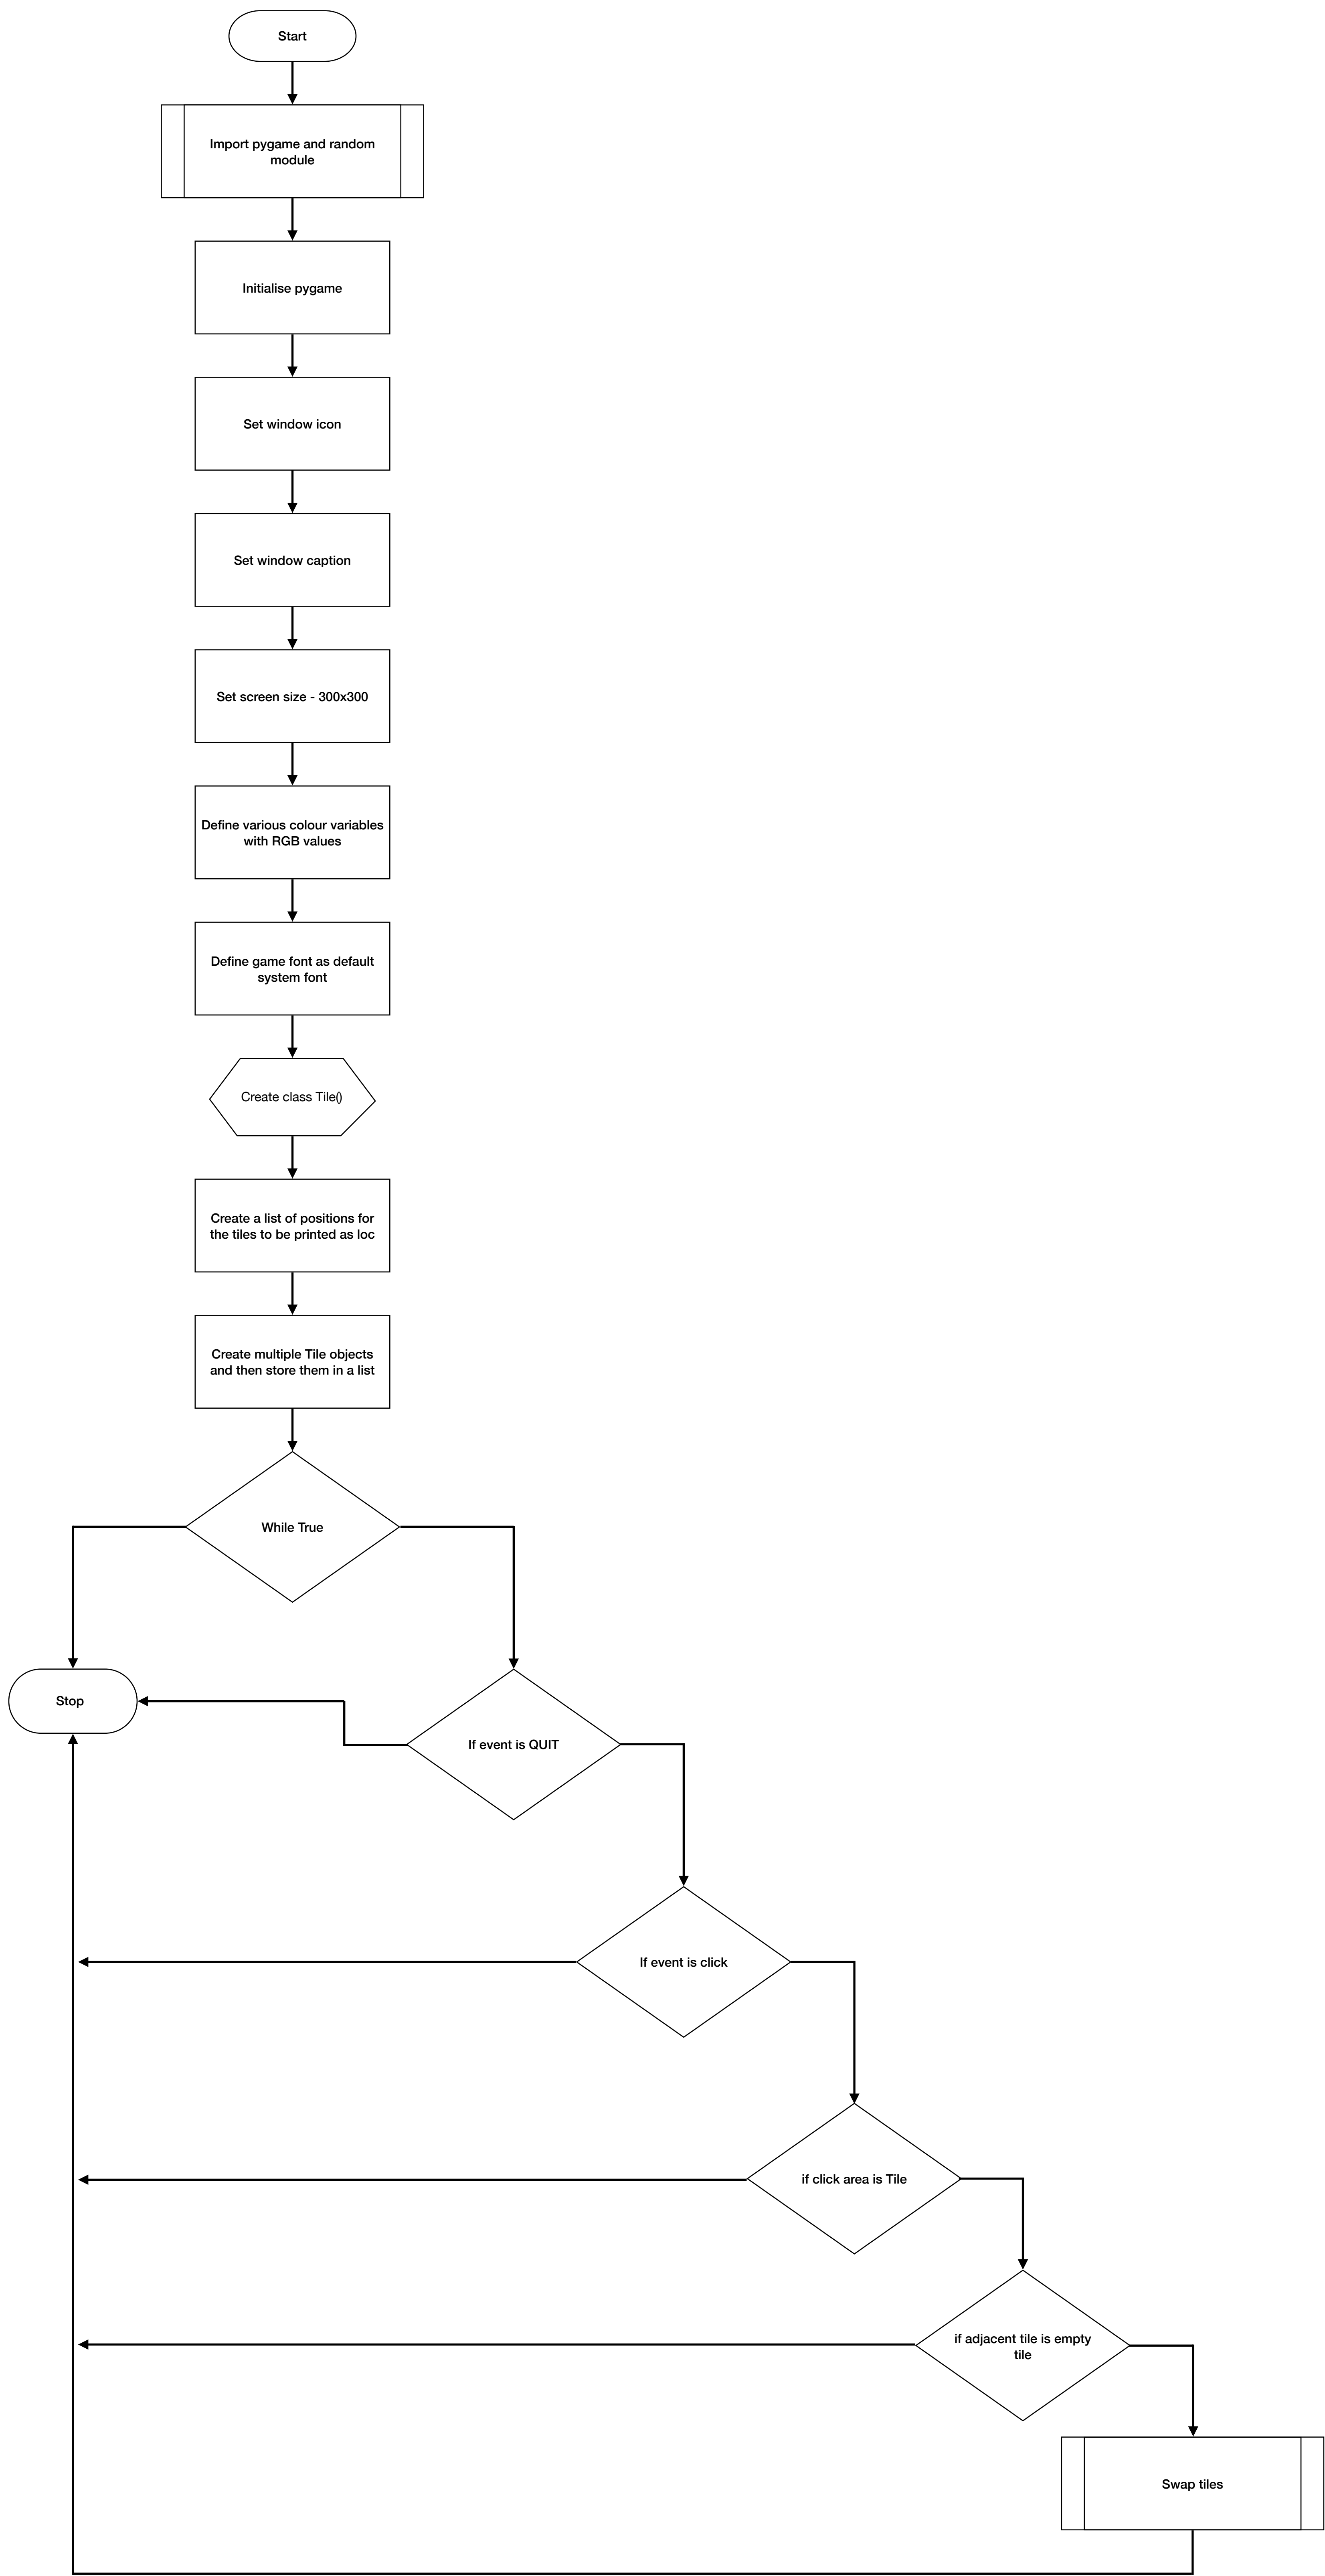 Start
Import pygame and random
module
Initialise pygame
Set window icon
Set window caption
Set screen size - 300x300
Define various colour variables
with RGB values
Define game font as default
system font
Create class Tile()
Create a list of positions for
the tiles to be printed as loc
Create multiple Tile objects
and then store them in a list
While True
Stop
If event is QUIT
If event is click
if click area is Tile
if adjacent tile is empty
tile
Swap tiles